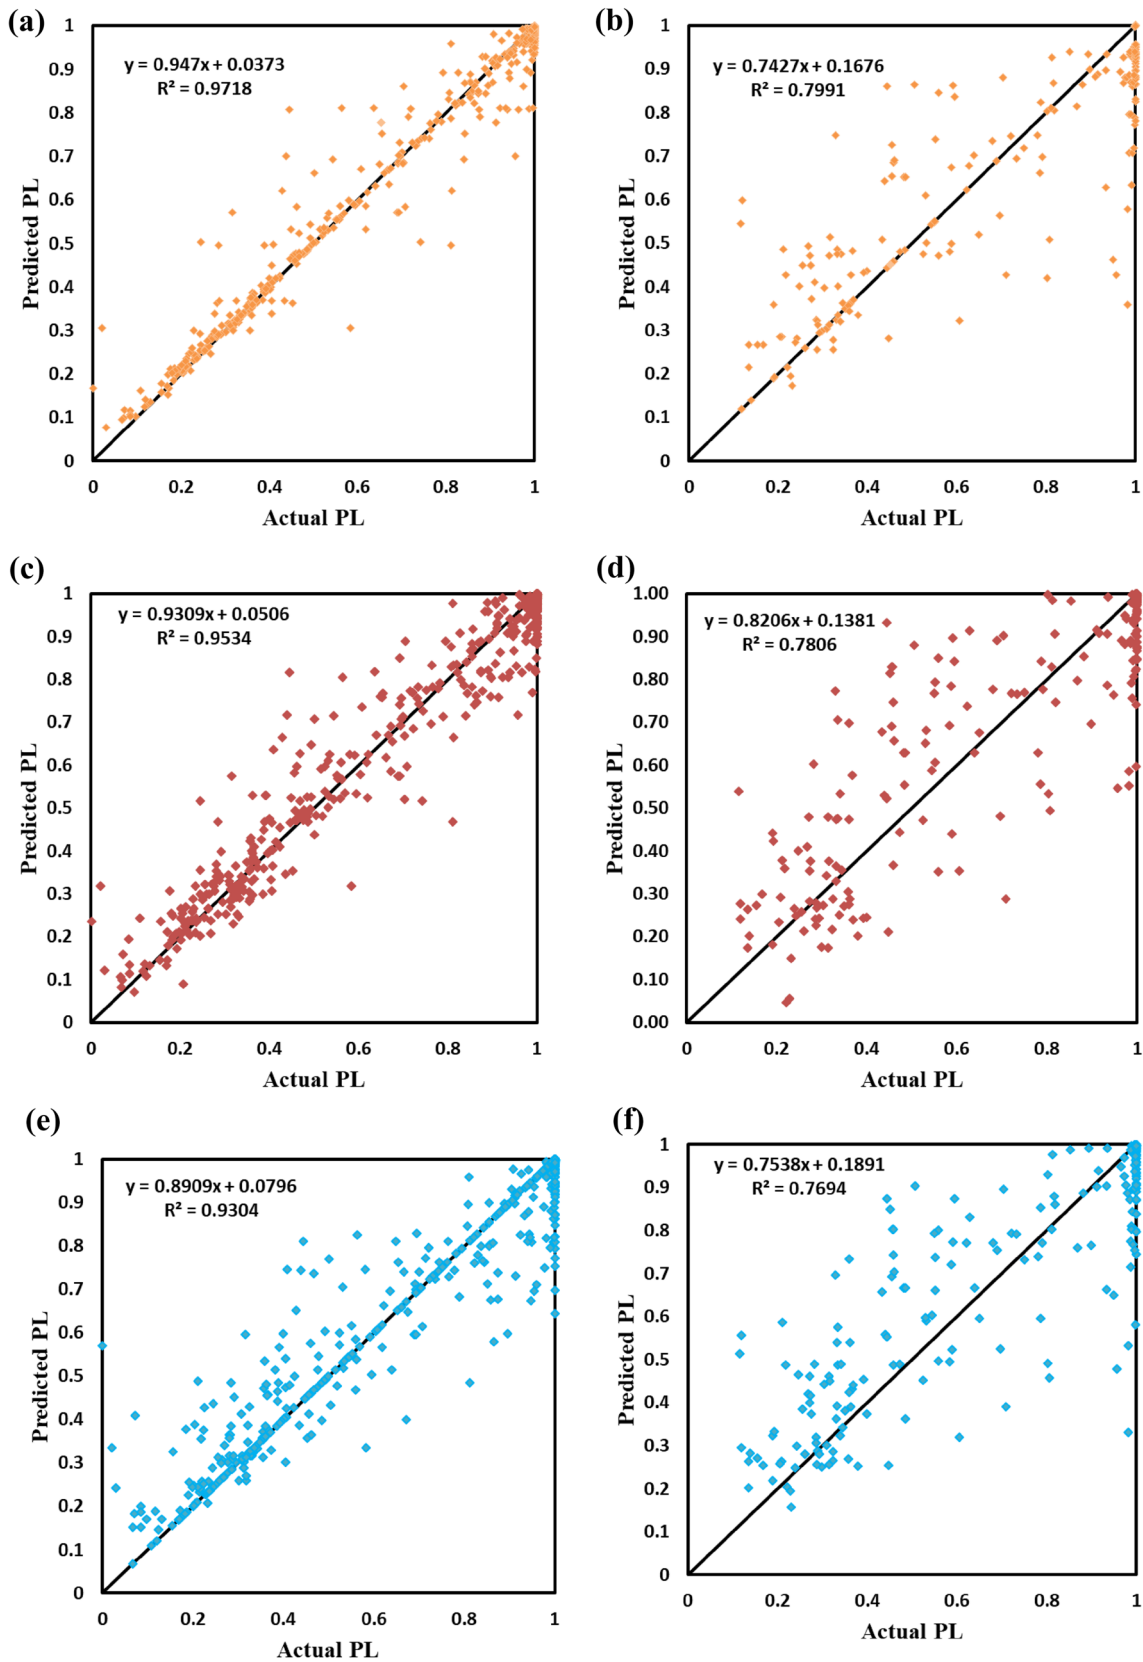 (a)
y = 0.947x + 0.0373
R² = 0.9718
1
0.9
0.8
0.7
0.6
0.5
0.4
0.3
0.2
0.1
0
Predicted PL
0 0.2 0.4 0.6 0.8 1
Actual PL
(b)
y = 0.7427x + 0.1676
R² = 0.7991
1
0.9
0.8
0.7
0.6
0.5
0.4
0.3
0.2
0.1
0
Predicted PL
0 0.2 0.4 0.6 0.8 1
Actual PL
(c)
y = 0.9309x + 0.0506
R² = 0.9534
1
0.9
0.8
0.7
0.6
0.5
0.4
0.3
0.2
0.1
0
Predicted PL
0 0.2 0.4 0.6 0.8 1
Actual PL
(d)
y = 0.8206x + 0.1381
R² = 0.7806
1.00
0.90
0.80
0.70
0.60
0.50
0.40
0.30
0.20
0.10
0.00
Predicted PL
0 0.2 0.4 0.6 0.8 1
Actual PL
(e)
y = 0.8909x + 0.0796
R² = 0.9304
1
0.9
0.8
0.7
0.6
0.5
0.4
0.3
0.2
0.1
0
Predicted PL
0 0.2 0.4 0.6 0.8 1
Actual PL
(f)
y = 0.7538x + 0.1891
R² = 0.7694
1
0.9
0.8
0.7
0.6
0.5
0.4
0.3
0.2
0.1
0
Predicted PL
0 0.2 0.4 0.6 0.8 1
Actual PL